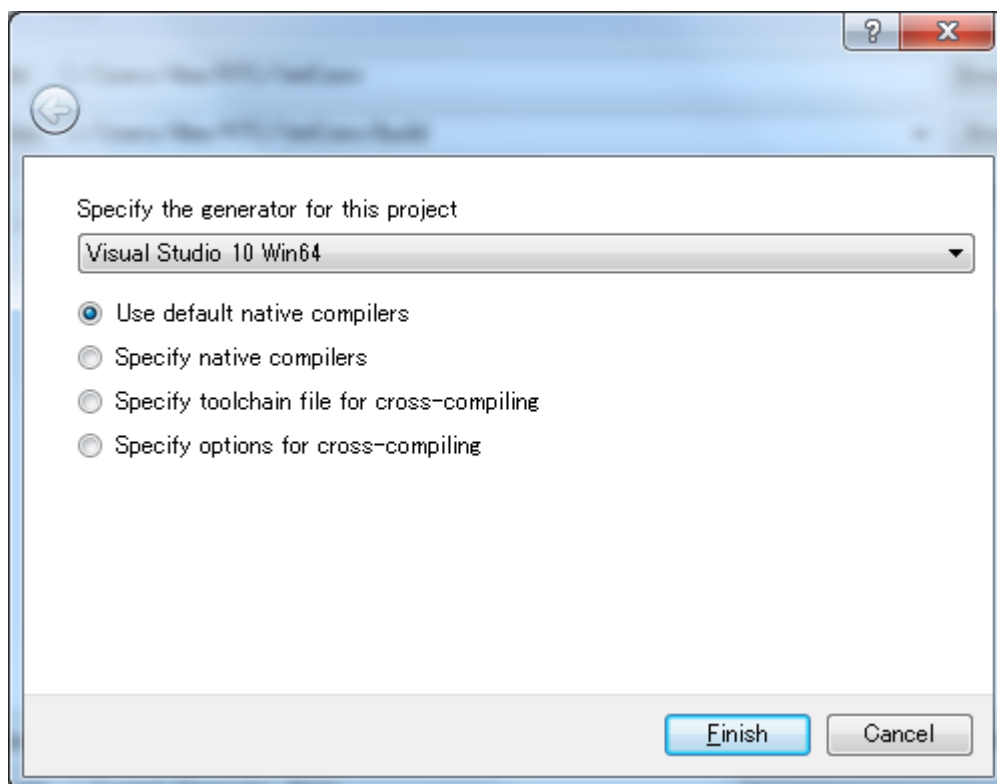 Specify the generator for this project
Visual Studio 10 Win64
Use default native compilers
Specify native compilers
Specify toolchain file for cross-compiling
Specify options for cross-compiling
Finish
Cancel